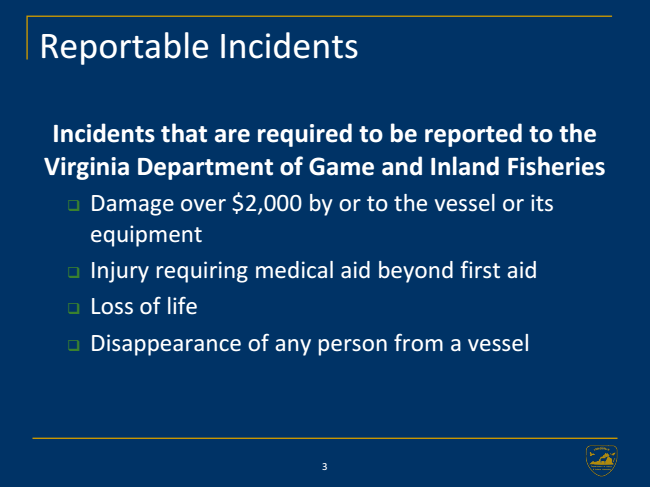 Reportable Incidents
Incidents that are required to be reported to the
Virginia Department of Game and Inland Fisheries
Damage over $2,000 by or to the vessel or its
equipment
Injury requiring medical aid beyond first aid
Loss of life
Disappearance of any person from a vessel
3